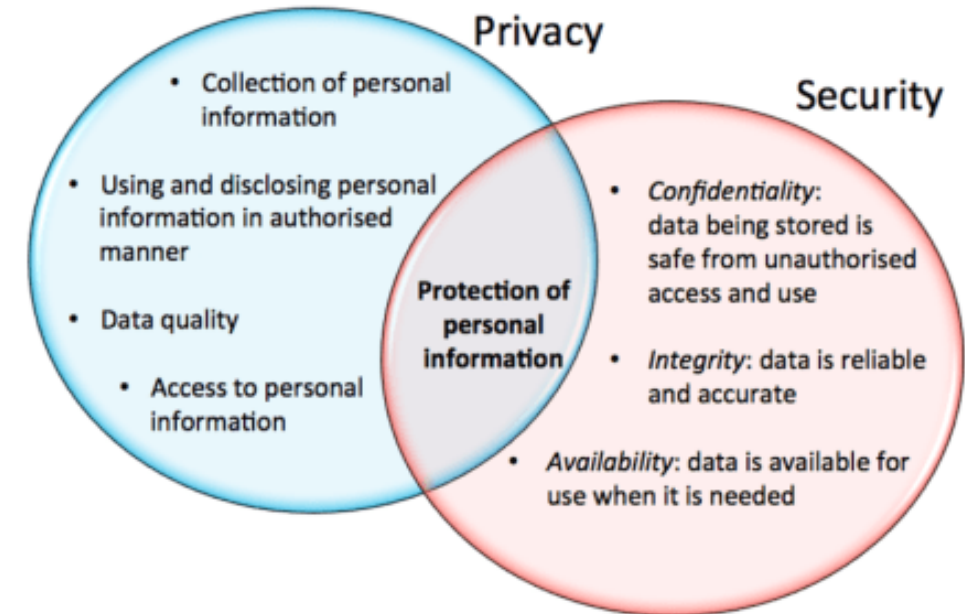 Privacy
• Collection of personal
information
• Using and disclosing personal
information in authorised
manner
• Data quality
• Access to personal
information
Protection of
personal
information
Security
• Confidentiality:
data being stored is
safe from unauthorised
access and use
• Integrity: data is reliable
and accurate
• Availability: data is available for
use when it is needed